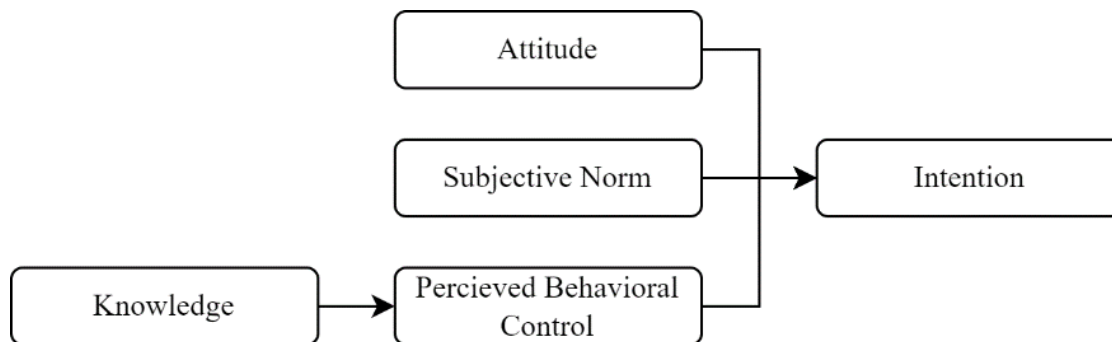 Attitude
Subjective Norm
Intention
Knowledge
Percieved Behavioral
Control